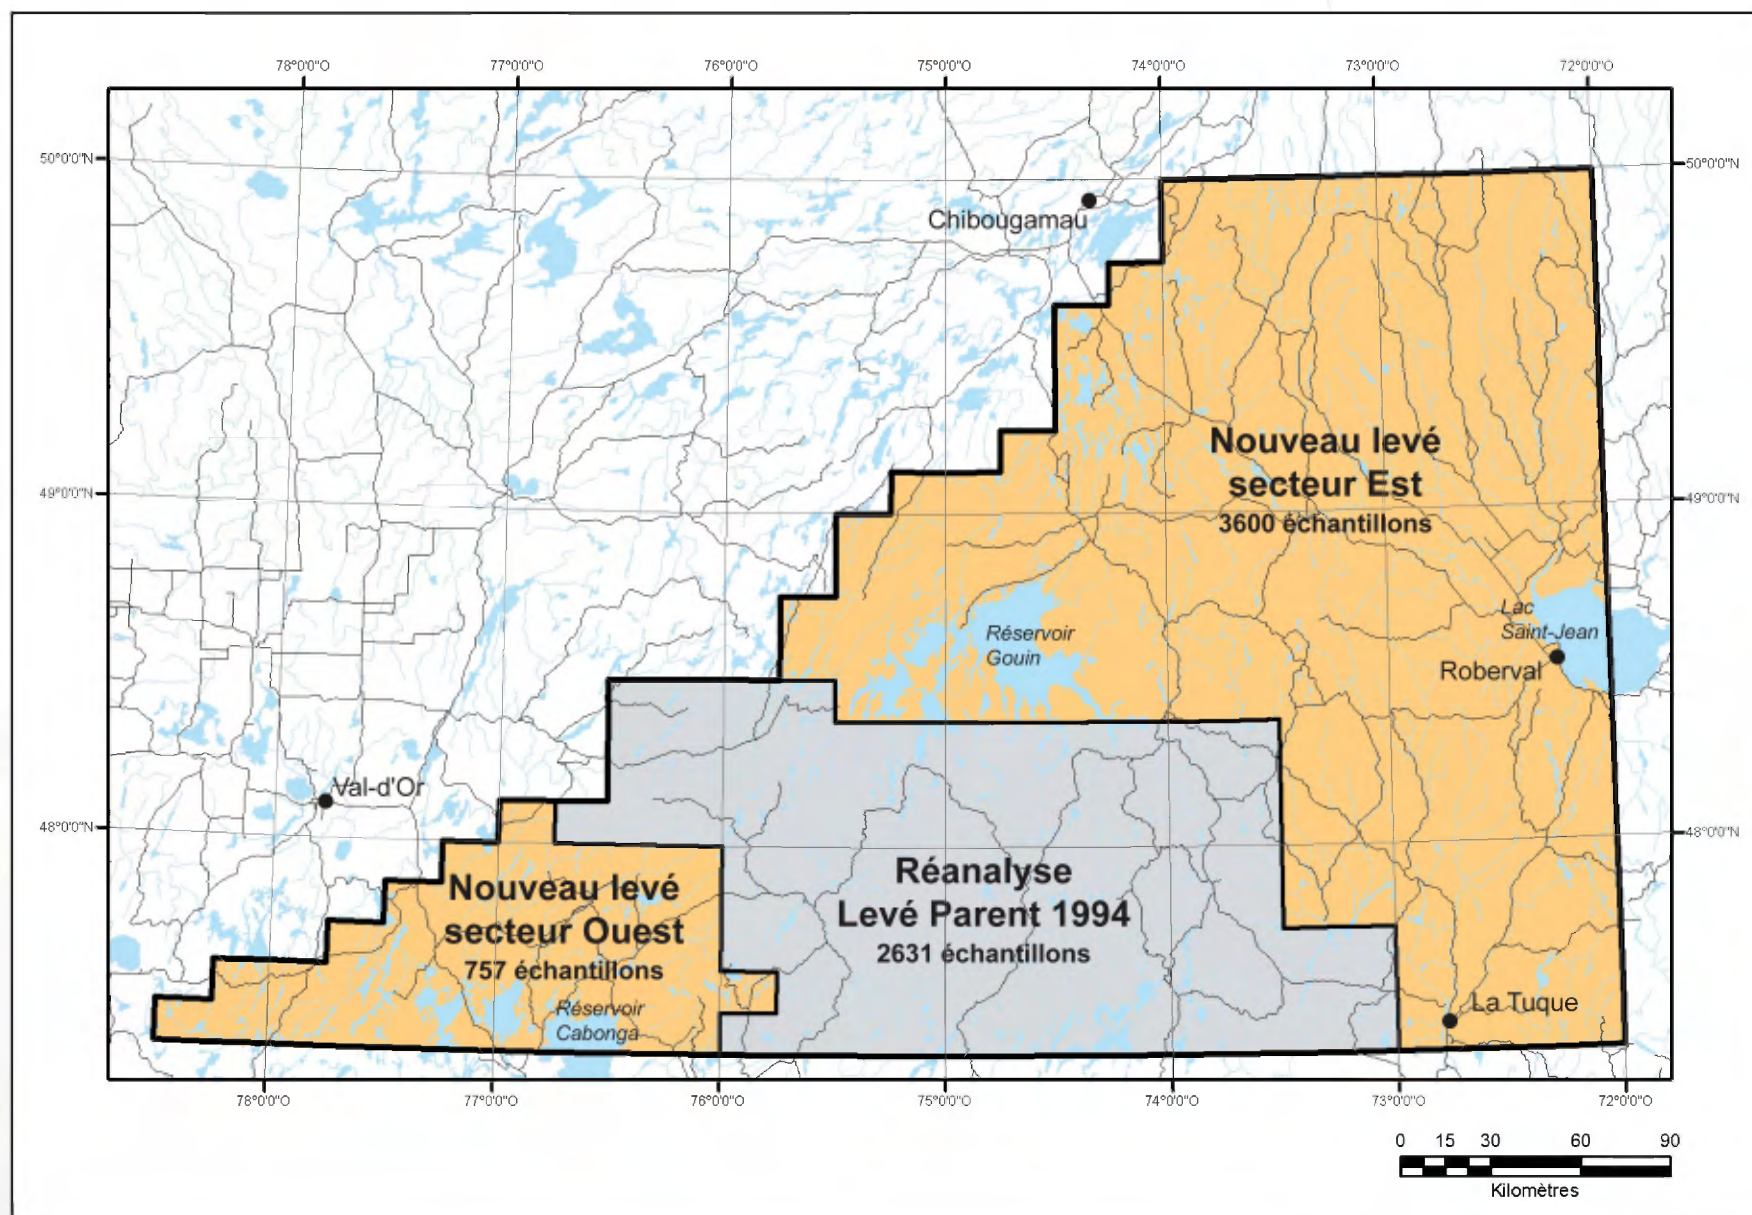 78°0'0"O 77°0'0"O 76°0'0"O 75°0'0"O 74°0'0"O 73°0'0"O 72°0'0"O
50°0'0"N 50°0'0"N
Chibougamau
Nouveau levé
secteur Est
3600 échantillons
49°0'0"N 49°0'0"N
Lac
Saint-Jean
Réservoir
Gouin
Roberval
Val-d'Or
48°0'0"N 48°0'0"N
Réanalyse
Levé Parent 1994
2631 échantillons
Nouveau levé
secteur Ouest
757 échantillons
Réservoir
Cabonga
La Tuque
78°0'0"O 77°0'0"O 76°0'0"O 75°0'0"O 74°0'0"O 73°0'0"O 72°0'0"O
0 15 30 60 90
Kilomètres